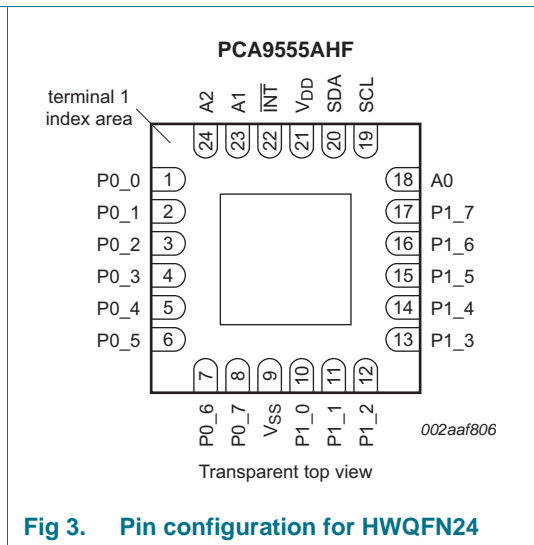 PCA9555AHF
terminal 1
index area
A2
A1
INT
VDD
SDA
SCL
24
23
22
21
20
19
P0_0 1
P0_1 2
P0_2 3
P0_3 4
P0_4 5
P0_5 6
18 A0
17 P1_7
16 P1_6
15 P1_5
14 P1_4
13 P1_3
7
8
9
10
11
12
P0_6
P0_7
VSS
P1_0
P1_1
P1_2
002aaf806
Transparent top view
Fig 3. Pin configuration for HWQFN24